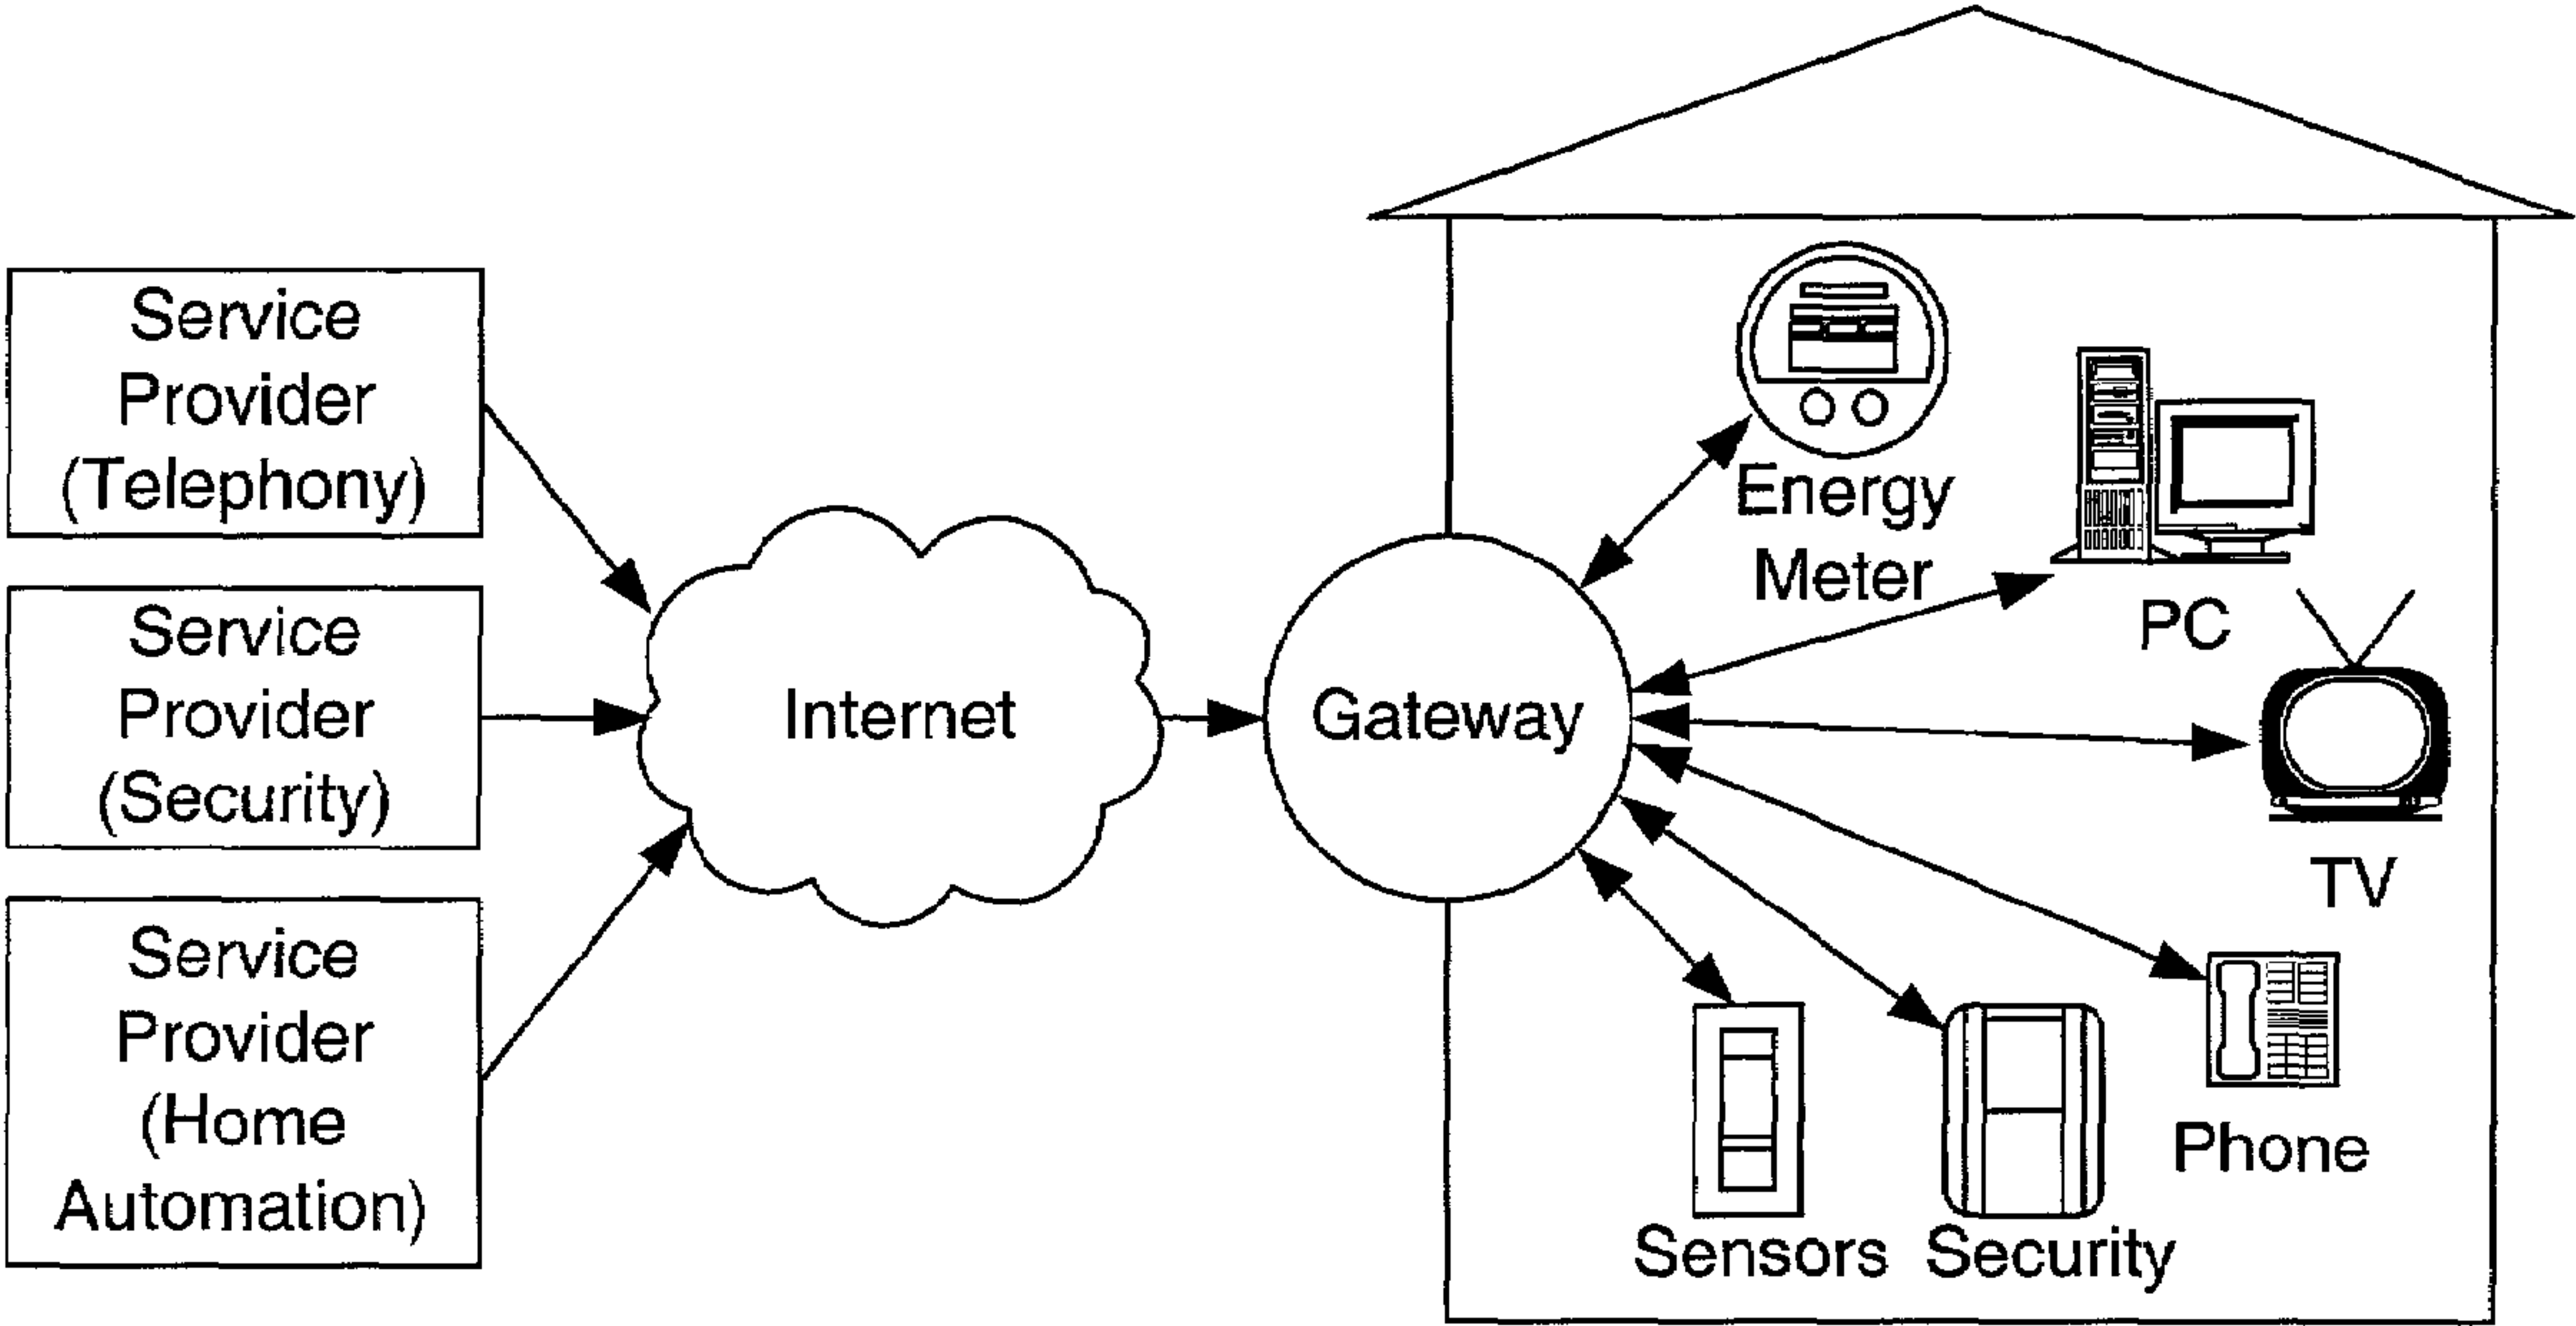 Service
Provider
(Telephony)
Service
Provider
(Security)
Service
Provider
(Home
Automation)
Internet
Gateway
Energy
Meter
PC
TV
Phone
Sensors
Security